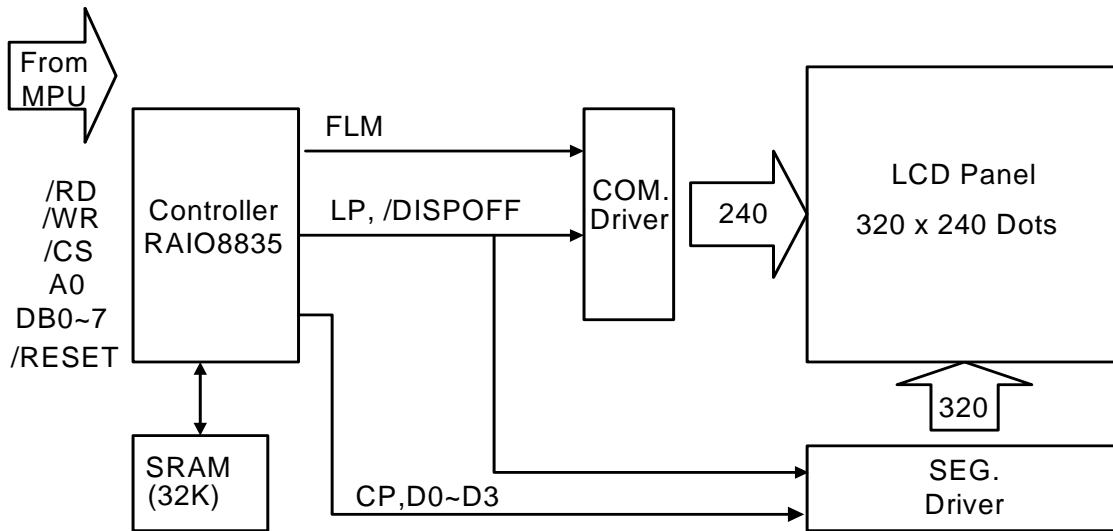 From
MPU
/RD
/WR
/CS
A0
DB0~7
/RESET
Controller
RAIO8835
SRAM
(32K)
FLM
LP, /DISPOFF
CP,D0~D3
COM.
Driver
240
LCD Panel
320 x 240 Dots
320
SEG.
Driver